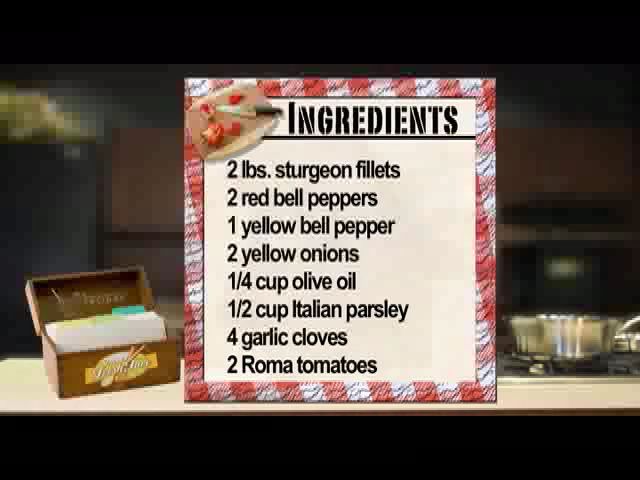 INGREDIENTS
2 lbs. sturgeon fillets
2 red bell peppers
1 yellow bell pepper
2 yellow onions
1/4 cup olive oil
1/2 cup Italian parsley
4 garlic cloves
2 Roma tomatoes